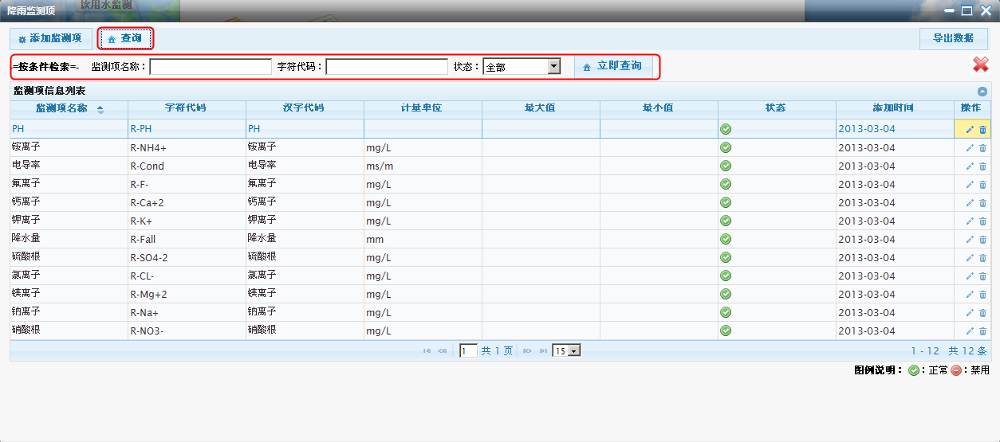 饮用水监测
降雨监测项
添加监测项 查询 导出数据
-=按条件检索=- 监测项名称： 字符代码： 状态： 全部 立即查询
监测项信息列表
监测项名称 字符代码 汉字代码 计量单位 最大值 最小值 状态 添加时间 操作
PH R-PH PH 2013-03-04
铵离子 R-NH4+ 铵离子 mg/L 2013-03-04
电导率 R-Cond 电导率 ms/m 2013-03-04
氟离子 R-F- 氟离子 mg/L 2013-03-04
钙离子 R-Ca+2 钙离子 mg/L 2013-03-04
钾离子 R-K+ 钾离子 mg/L 2013-03-04
降水量 R-Fall 降水量 mm 2013-03-04
硫酸根 R-SO4-2 硫酸根 mg/L 2013-03-04
氯离子 R-CL- 氯离子 mg/L 2013-03-04
镁离子 R-Mg+2 镁离子 mg/L 2013-03-04
钠离子 R-Na+ 钠离子 mg/L 2013-03-04
硝酸根 R-NO3- 硝酸根 mg/L 2013-03-04
1 共 1 页 15 1 - 12 共 12 条
图例说明： ：正常 ：禁用